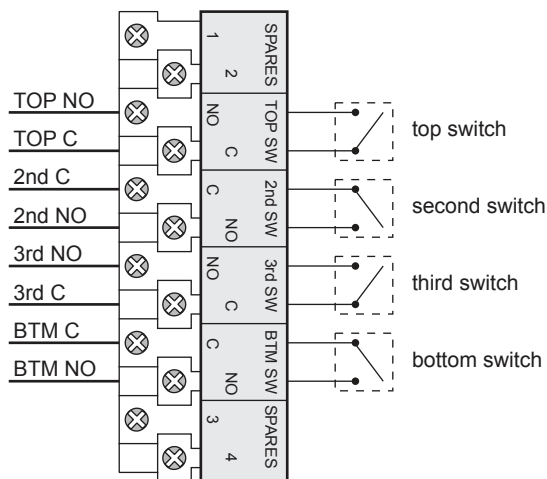 1
2
SPARES
TOP NO
TOP C
NO
C
TOP SW
top switch
2nd C
2nd NO
C
NO
2nd SW
second switch
3rd NO
3rd C
NO
C
3rd SW
third switch
BTM C
BTM NO
C
NO
BTM SW
bottom switch
3
4
SPARES